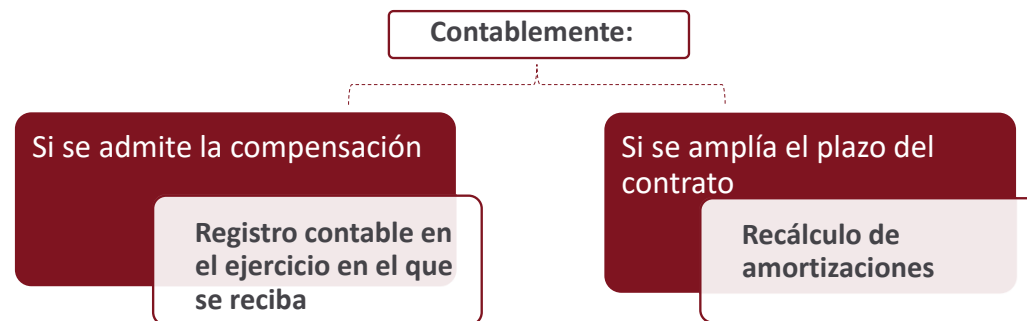 Contablemente:
Si se admite la compensación
Registro contable en
el ejercicio en el que
se reciba
Si se amplía el plazo del
contrato
Recálculo de
amortizaciones